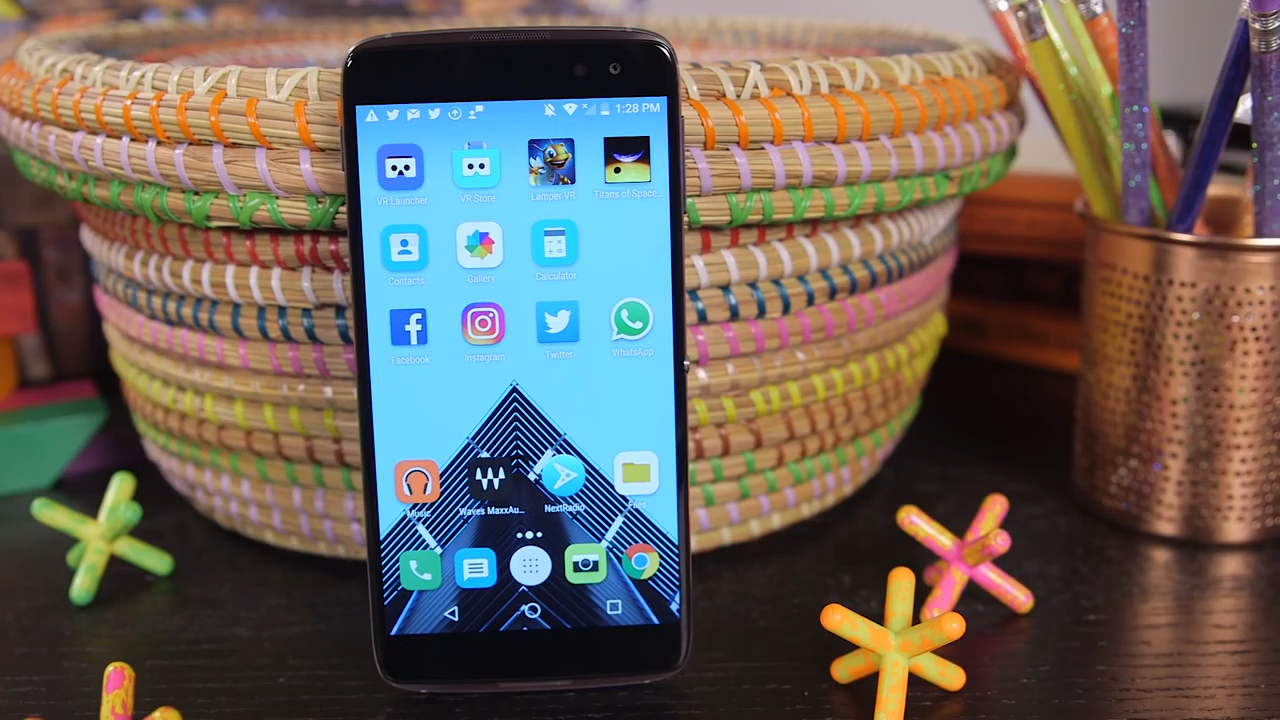 1:28 PM
VR Launcher
VR Store
Lamper VR
Titans of Space...
Contacts
Gallery
Calculator
Facebook
Instagram
Twitter
WhatsApp
Music
Waves MaxxAu...
NextRadio
Files